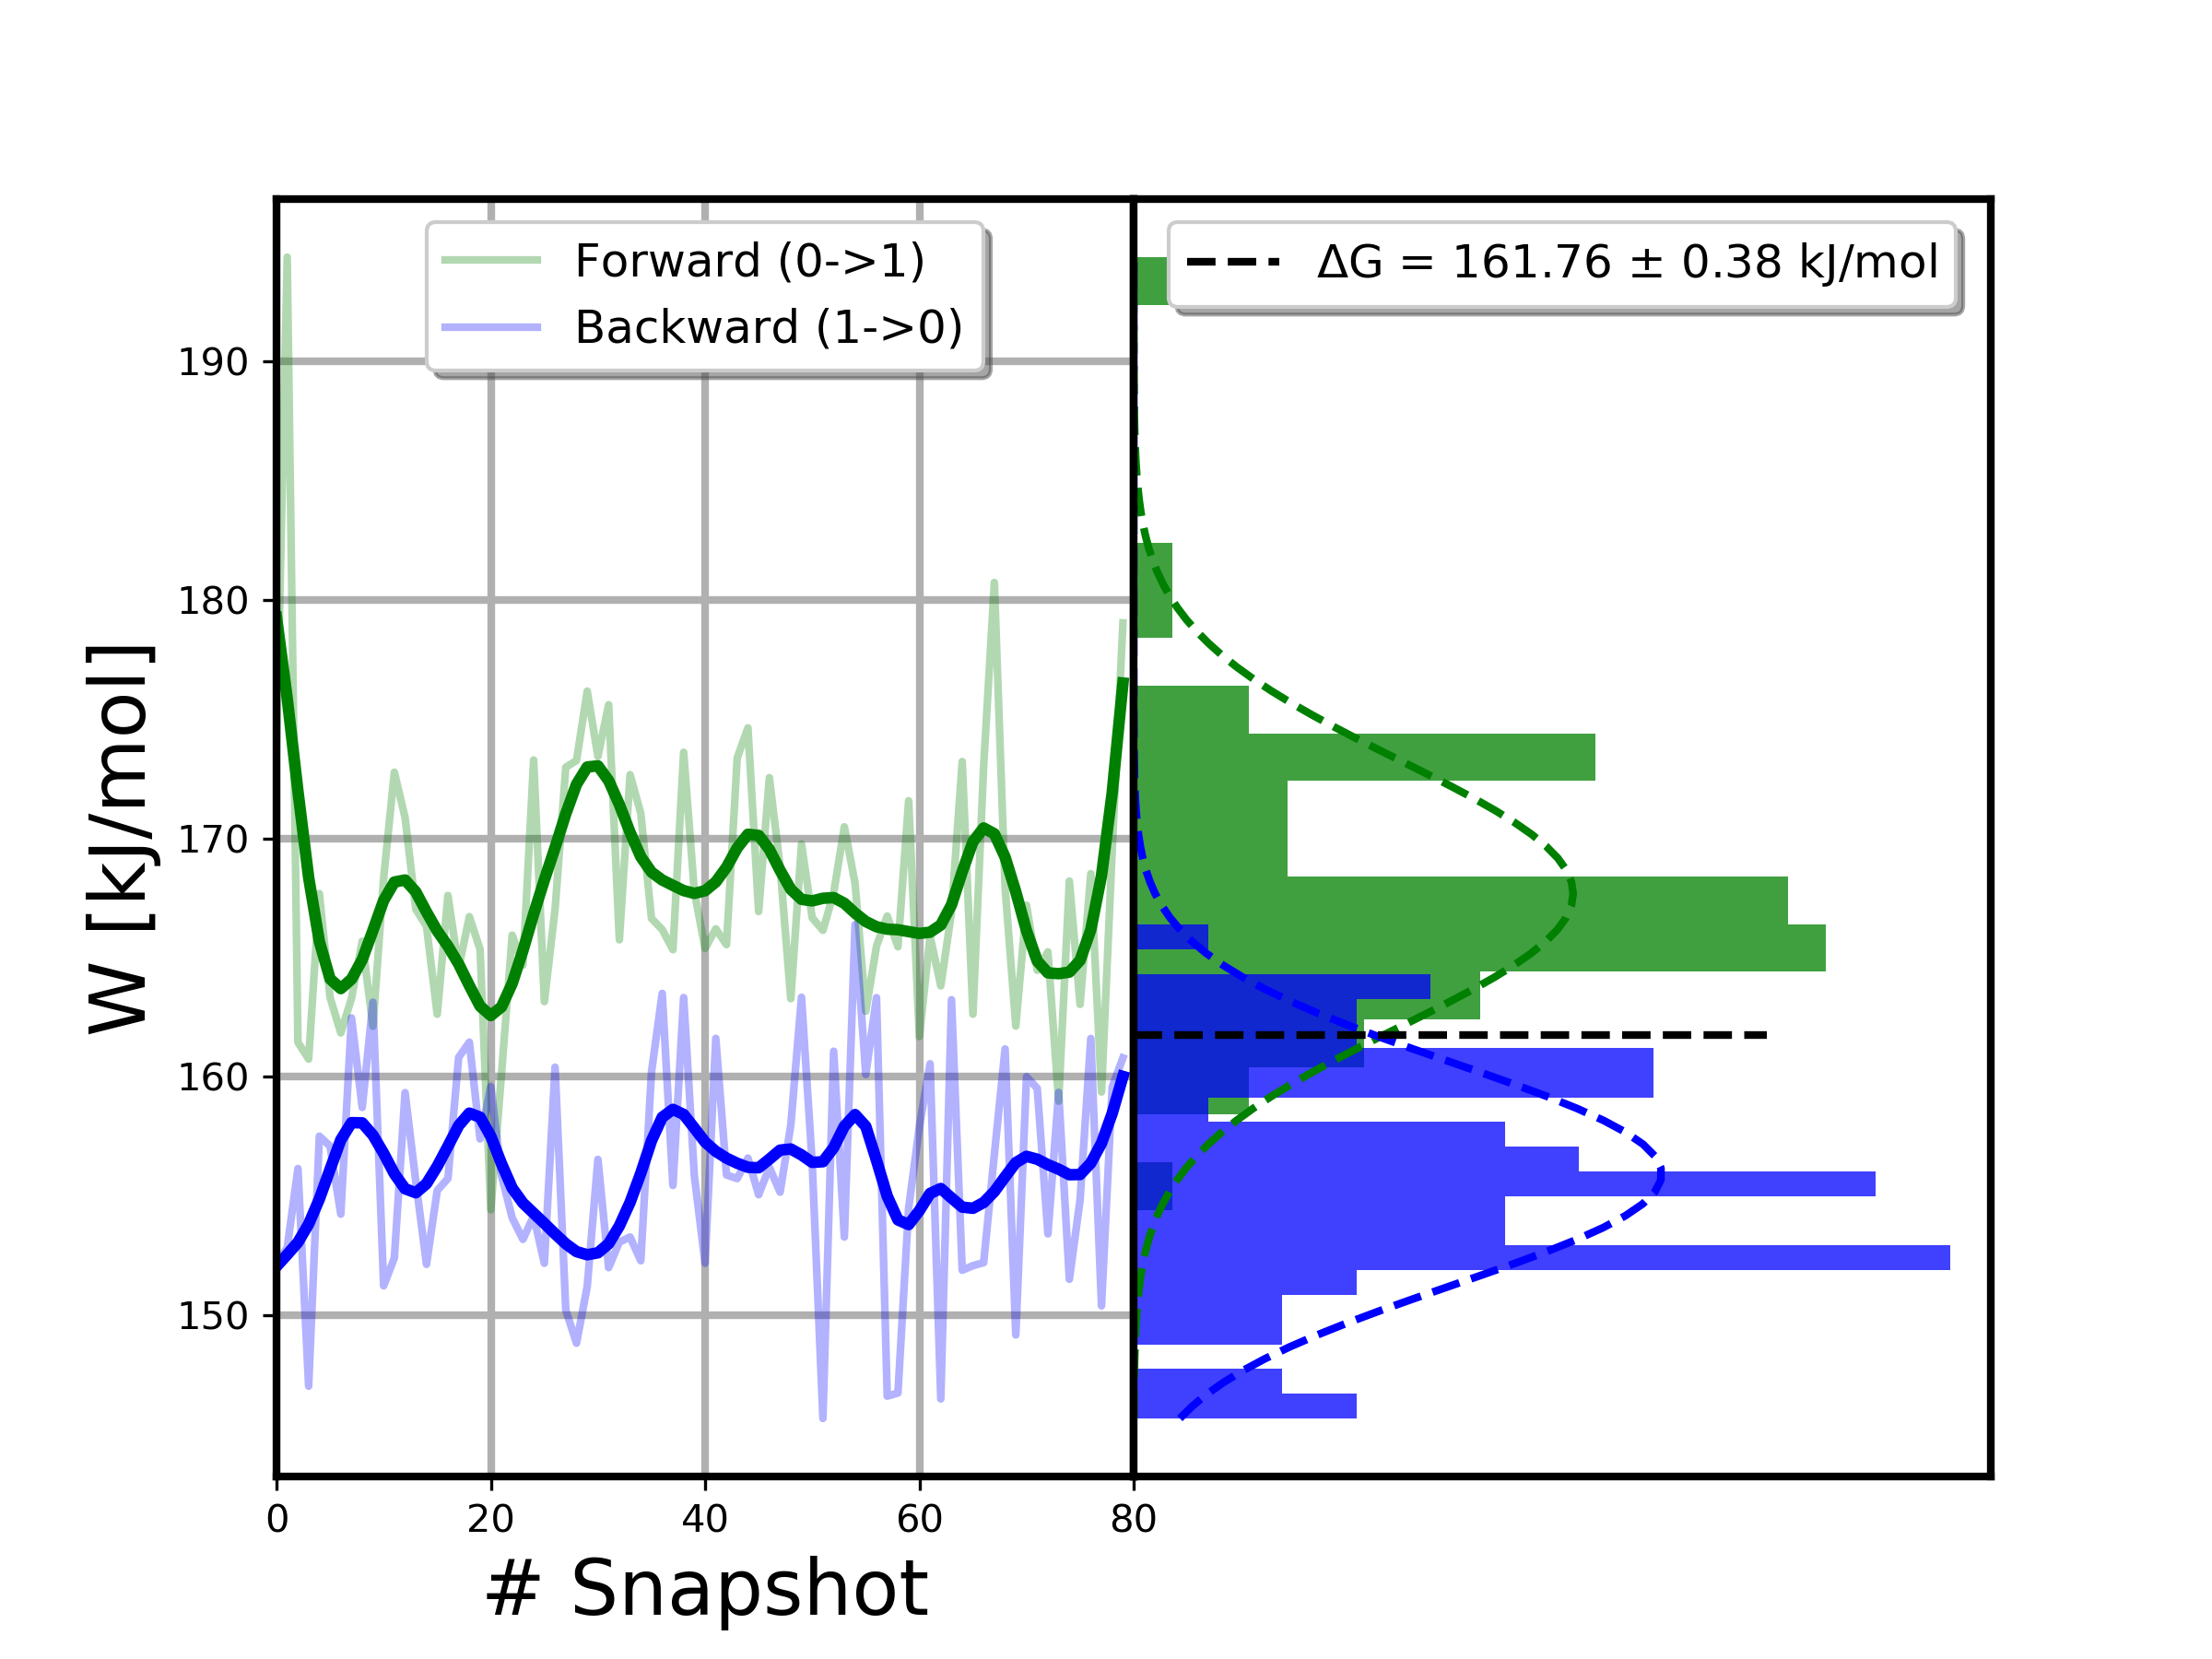 Forward (0->1)
Backward (1->0)
ΔG = 161.76 ± 0.38 kJ/mol
190
180
170
160
150
W [kJ/mol]
0 20 40 60 80
# Snapshot